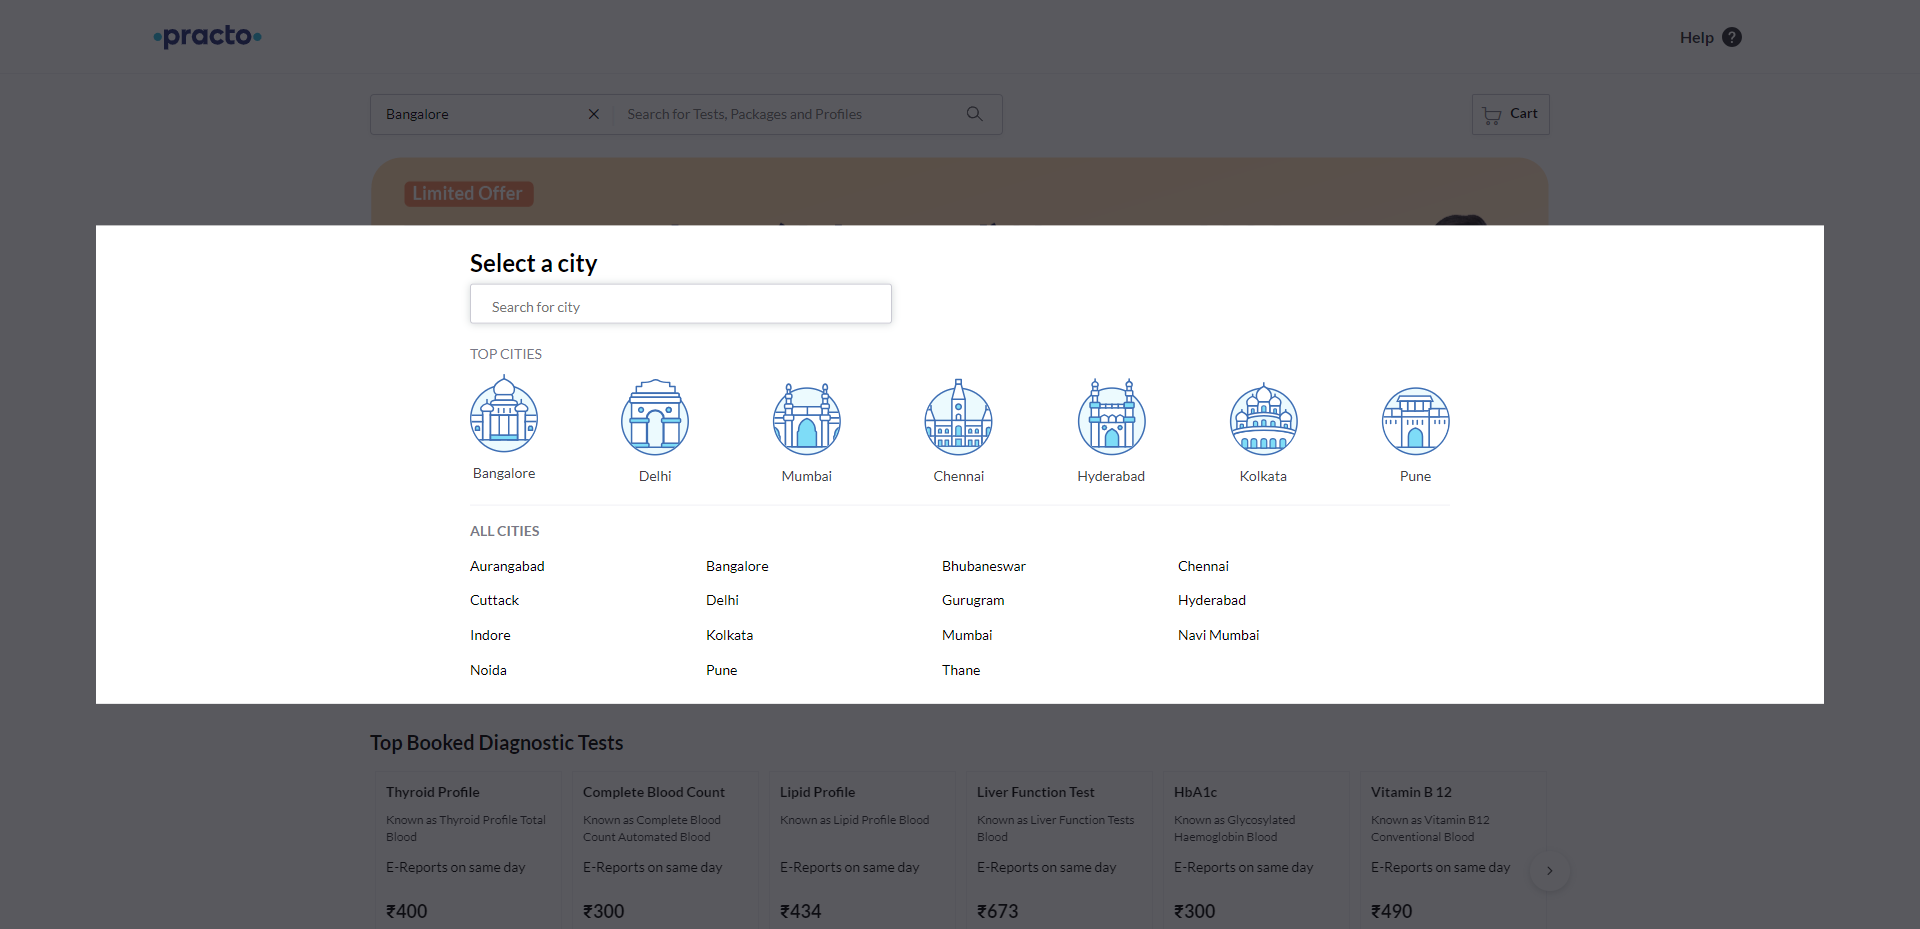 practo
Help ?
Bangalore
Search for Tests, Packages and Profiles
Cart
Limited Offer
Select a city
Search for city
TOP CITIES
Bangalore
Delhi
Mumbai
Chennai
Hyderabad
Kolkata
Pune
ALL CITIES
Aurangabad
Bangalore
Bhubaneswar
Chennai
Cuttack
Delhi
Gurugram
Hyderabad
Indore
Kolkata
Mumbai
Navi Mumbai
Noida
Pune
Thane
Top Booked Diagnostic Tests
Thyroid Profile
Known as Thyroid Profile Total
Blood
E-Reports on same day
₹400
Complete Blood Count
Known as Complete Blood
Count Automated Blood
E-Reports on same day
₹300
Lipid Profile
Known as Lipid Profile Blood
E-Reports on same day
₹434
Liver Function Test
Known as Liver Function Tests
Blood
E-Reports on same day
₹673
HbA1c
Known as Glycosylated
Haemoglobin Blood
E-Reports on same day
₹300
Vitamin B 12
Known as Vitamin B12
Conventional Blood
E-Reports on same day
₹490